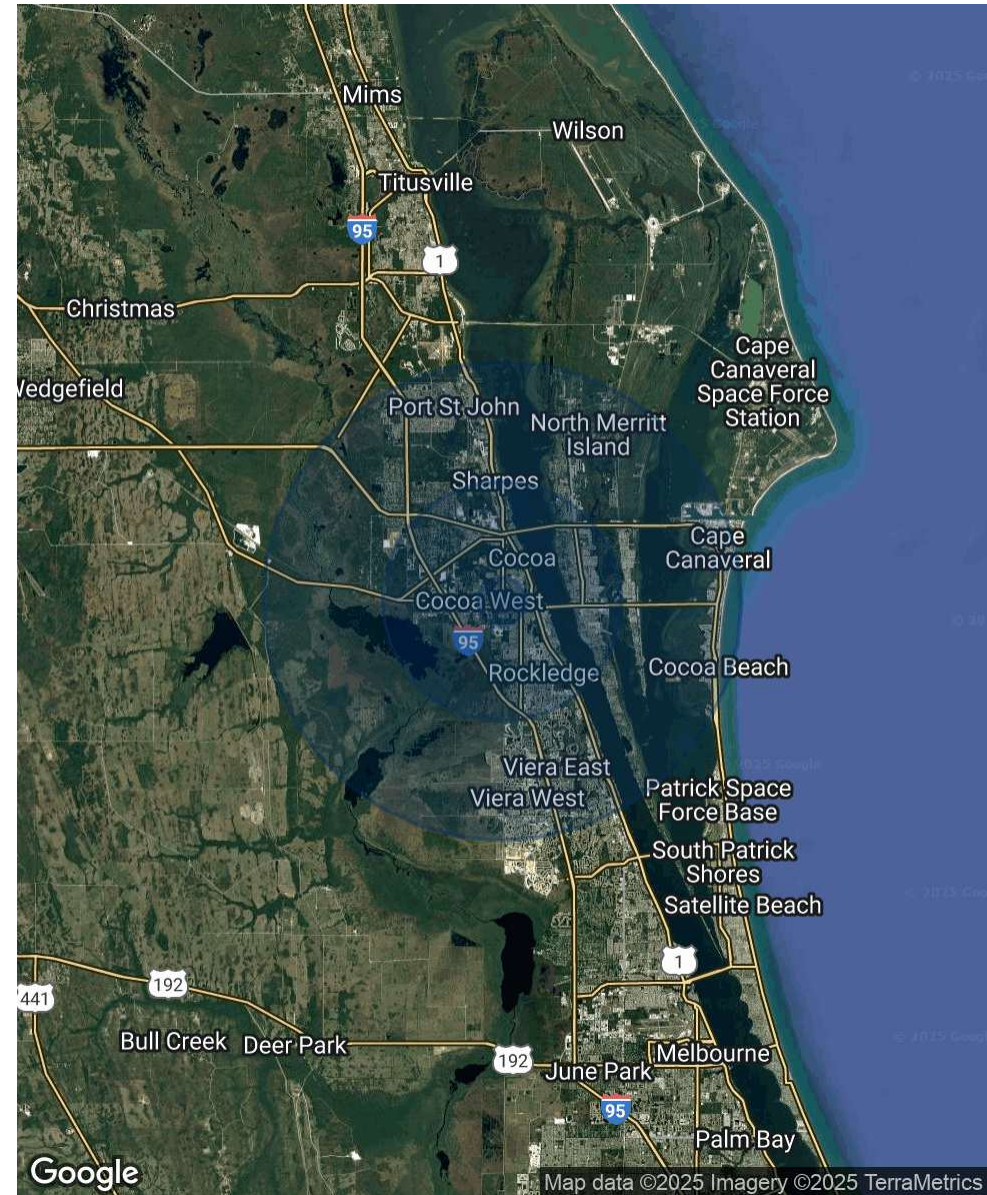 Mims
Wilson
Titusville
95
1
Christmas
Cape
Canaveral
Space Force
Station
Wedgefield
Port St John
North Merritt
Island
Sharpes
Cape
Canaveral
Cocoa
Cocoa West
95
Rockledge
Cocoa Beach
2025 Google
Viera East
Viera West
Patrick Space
Force Base
South Patrick
Shores
Satellite Beach
1
192
441
Bull Creek
Deer Park
192
June Park
Melbourne
95
Palm Bay
Google
Map data ©2025 Imagery ©2025 TerraMetrics